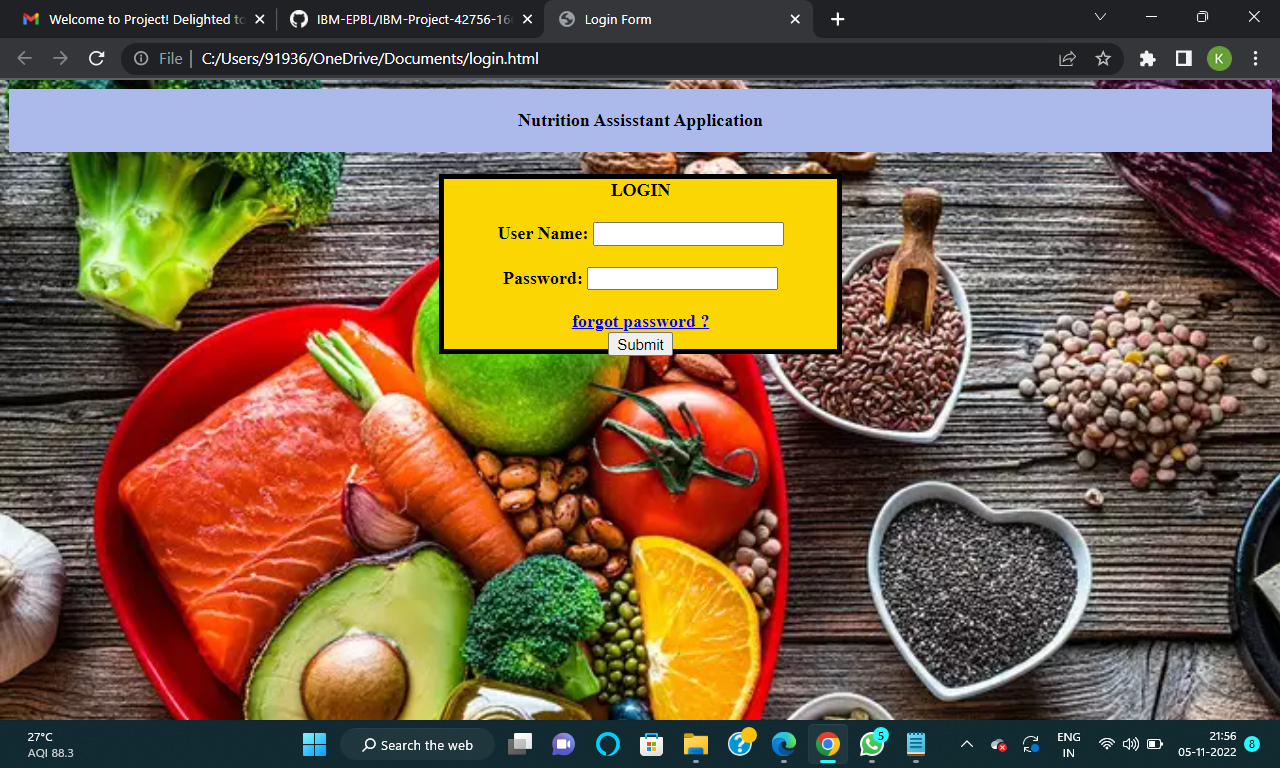 Welcome to Project! Delighted to
IBM-EPBL/IBM-Project-42756-16
Login Form
File
C:/Users/91936/OneDrive/Documents/login.html
K
Nutrition Assisstant Application
LOGIN
User Name:
Password:
forgot password ?
Submit
27°C
AQI 88.3
Search the web
5
ENG
IN
21:56
05-11-2022
8